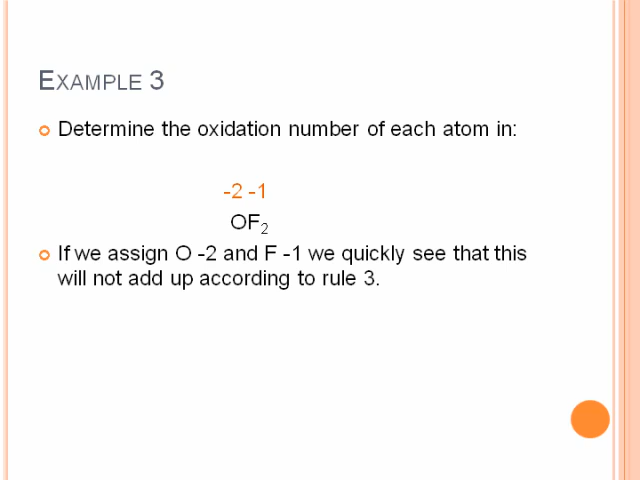 EXAMPLE 3
Determine the oxidation number of each atom in:
-2 -1
OF₂
If we assign O -2 and F -1 we quickly see that this
will not add up according to rule 3.